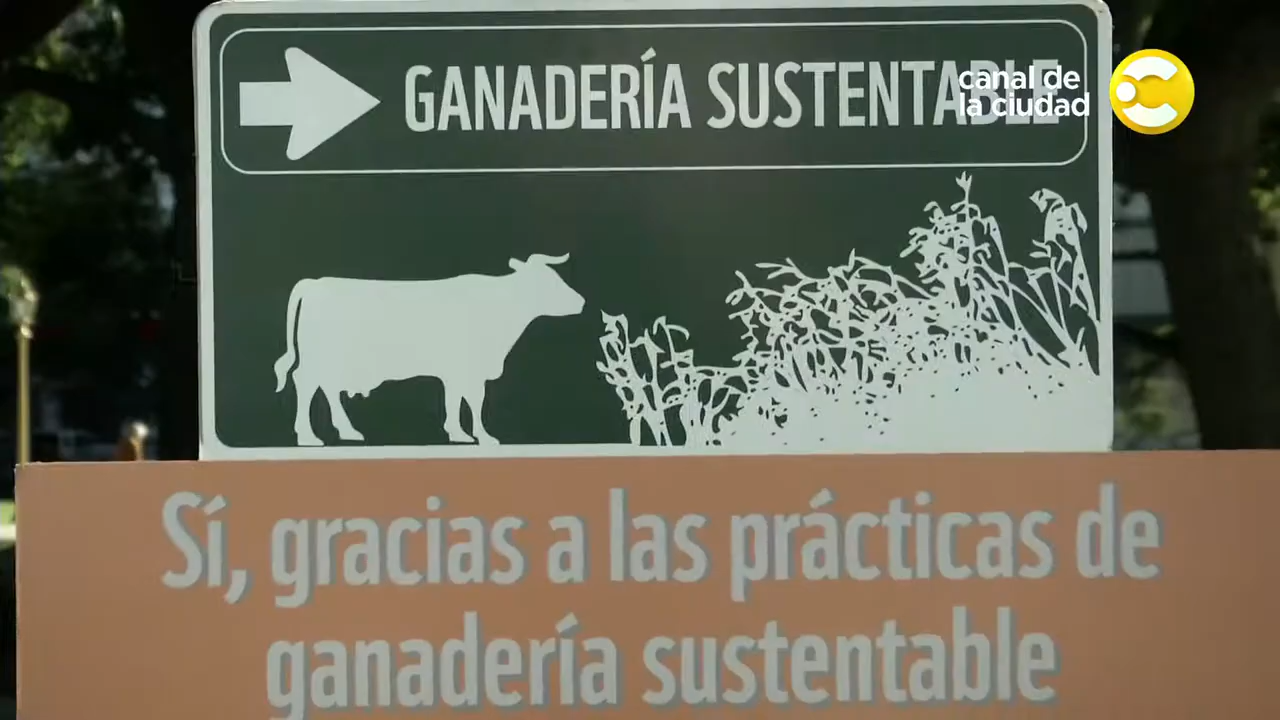 GANADERÍA SUSTENTABLE
canal de
la ciudad
Sí, gracias a las prácticas de
ganadería sustentable